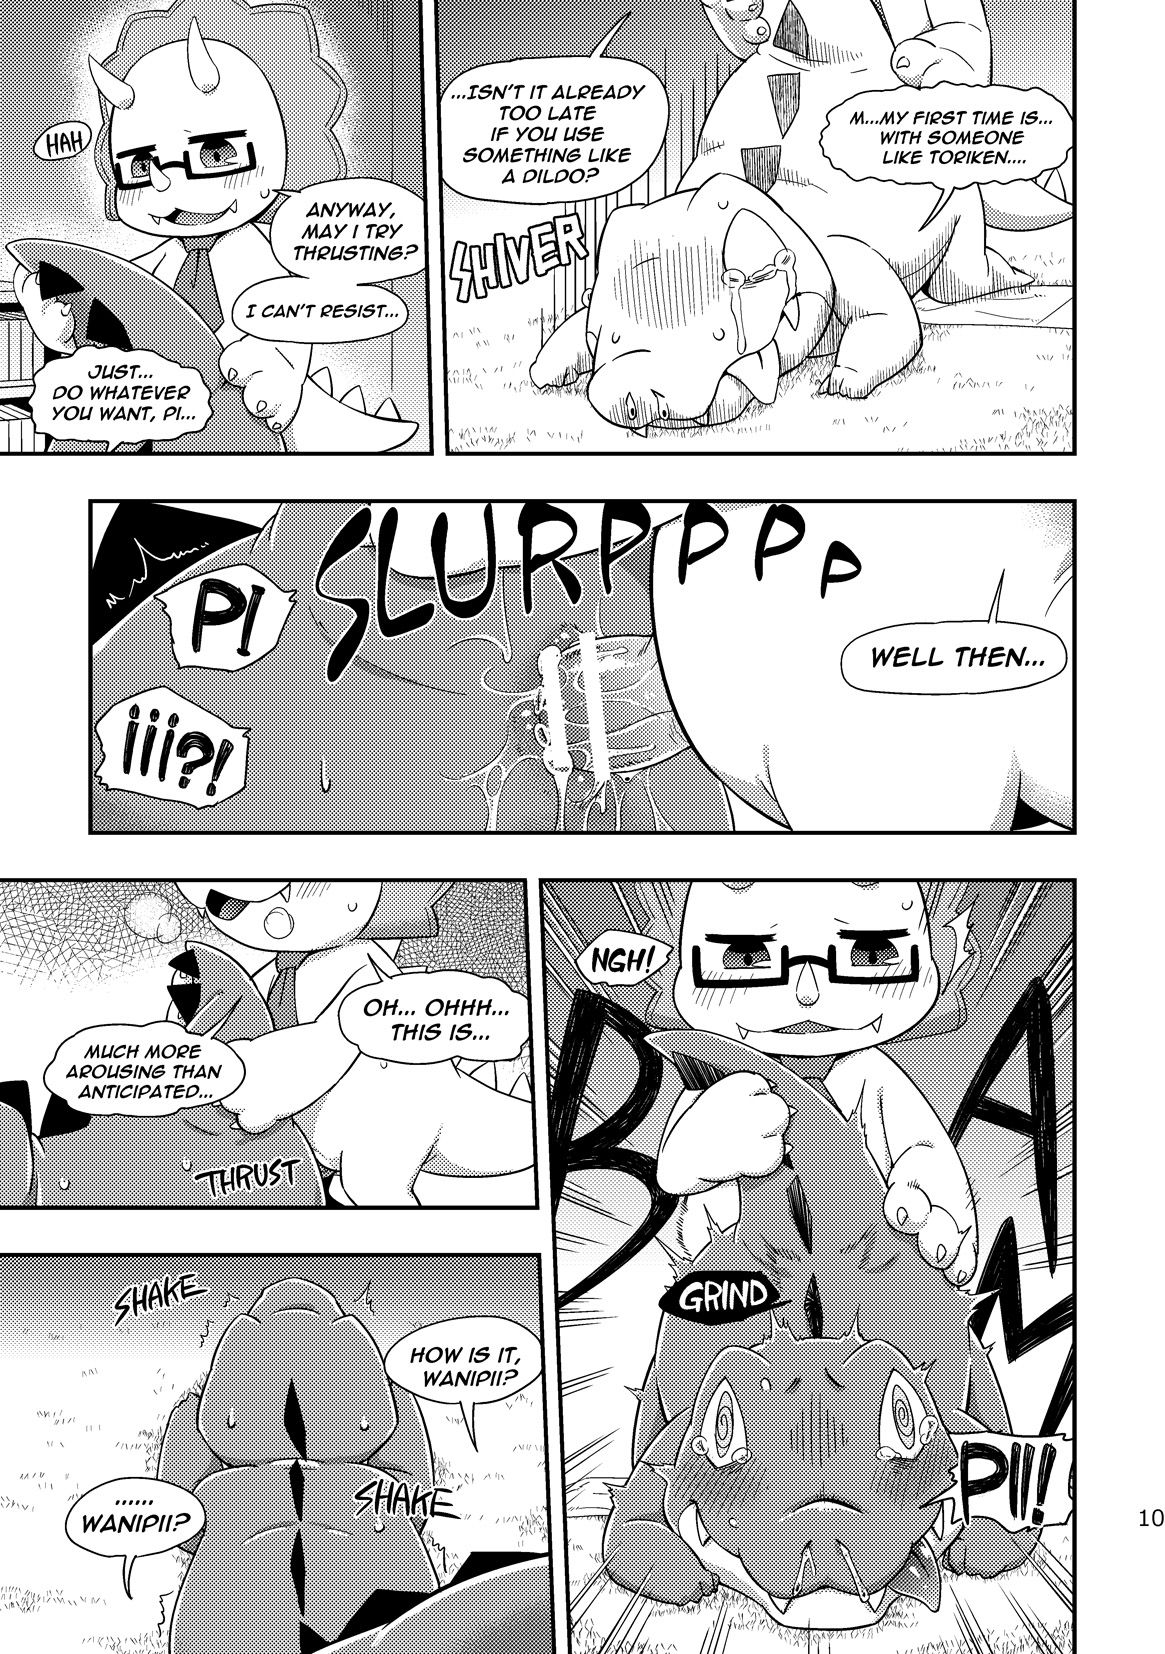 ...ISN'T IT ALREADY
TOO LATE
IF YOU USE
SOMETHING LIKE
A DILDO?
M...MY FIRST TIME IS...
WITH SOMEONE
LIKE TORIKEN....
SHIVER
HAH
ANYWAY,
MAY I TRY
THRUSTING?
I CAN'T RESIST...
JUST...
DO WHATEVER
YOU WANT, PI...
SLURPPPPP
WELL THEN...
PI
iii?!
NGH!
BAM
GRIND
PII!
OH... OHHH...
THIS IS...
MUCH MORE
AROUSING THAN
ANTICIPATED...
THRUST
SHAKE
HOW IS IT,
WANIPII?
SHAKE
......
WANIPII?
10